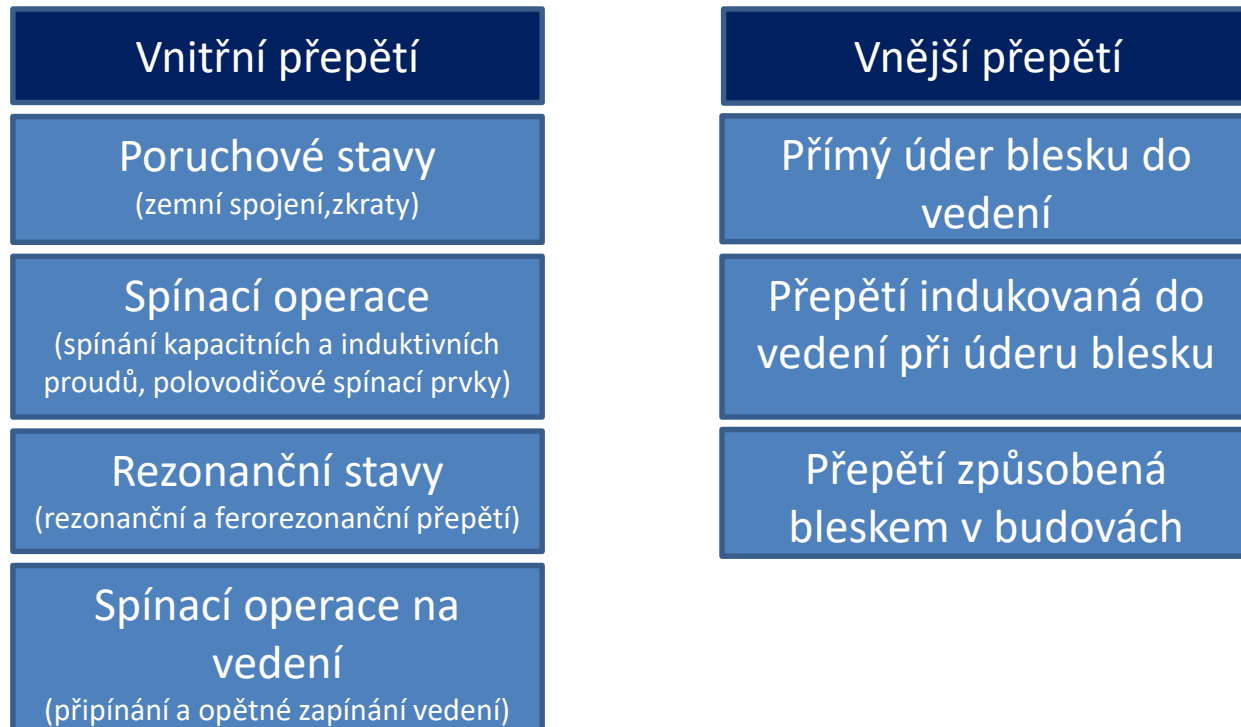 Vnitřní přepětí
Poruchové stavy
(zemní spojení,zkraty)
Spínací operace
(spínání kapacitních a induktivních
proudů, polovodičové spínací prvky)
Rezonanční stavy
(rezonanční a ferorezonanční přepětí)
Spínací operace na
vedení
(připínání a opětné zapínání vedení)
Vnější přepětí
Přímý úder blesku do
vedení
Přepětí indukovaná do
vedení při úderu blesku
Přepětí způsobená
bleskem v budovách